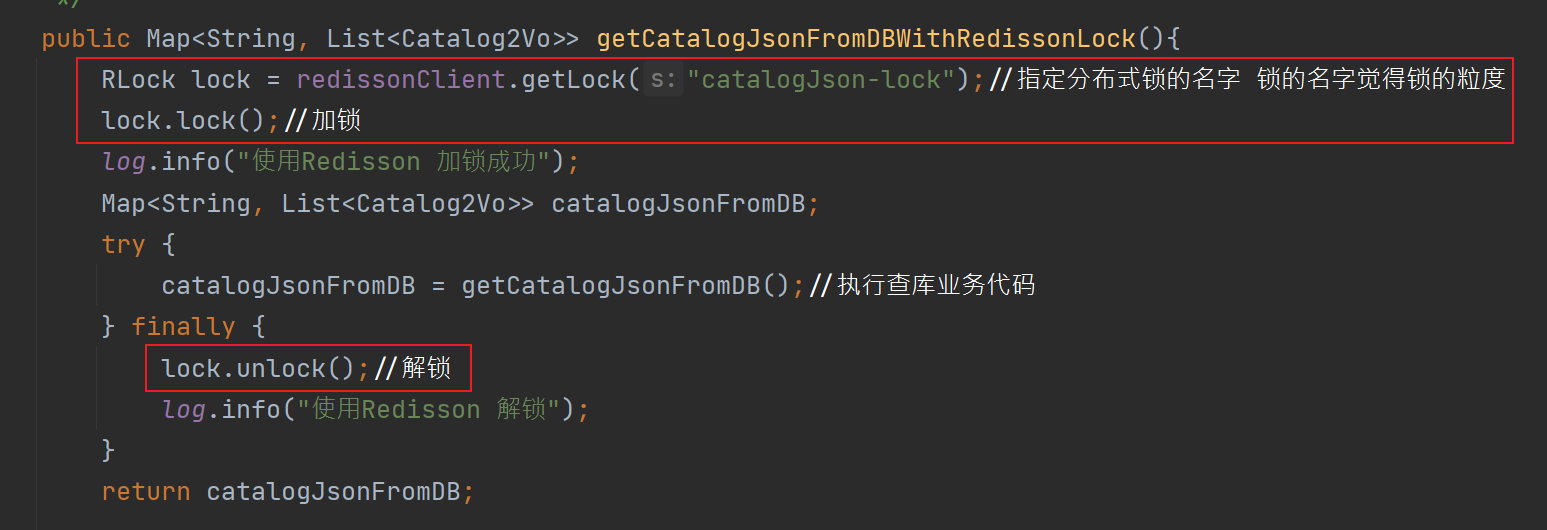 */
public Map<String, List<Catalog2Vo>> getCatalogJsonFromDBWithRedissonLock(){
RLock lock = redissonClient.getLock( s: "catalogJson-lock");//指定分布式锁的名字 锁的名字觉得锁的粒度
lock.lock();//加锁
log.info("使用Redisson 加锁成功");
Map<String, List<Catalog2Vo>> catalogJsonFromDB;
try {
catalogJsonFromDB = getCatalogJsonFromDB();//执行查库业务代码
} finally {
lock.unlock();//解锁
log.info("使用Redisson 解锁");
}
return catalogJsonFromDB;